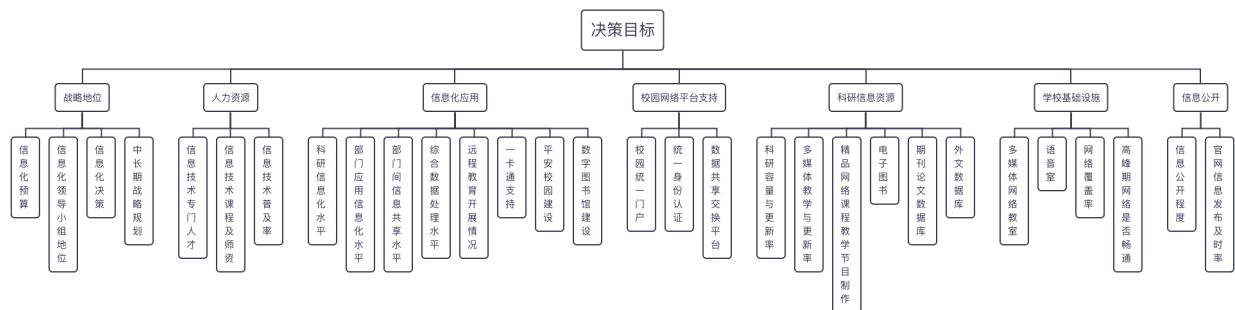 决策目标
战略地位
人力资源
信息化应用
校园网络平台支持
科研信息资源
学校基础设施
信息公开
信息化预算
信息化领导小组地位
信息化决策
中长期战略规划
信息技术专门人才
信息技术课程及师资
信息技术普及率
科研信息化水平
部门应用信息化水平
部门间信息共享水平
综合数据处理水平
远程教育开展情况
一卡通支持
平安校园建设
数字图书馆建设
校园统一门户
统一身份认证
数据共享交换平台
科研容量与更新率
多媒体教学与更新率
精品网络课程教学节目制作
电子图书
期刊论文数据库
外文数据库
多媒体网络教室
语音室
网络覆盖率
高峰期网络是否畅通
信息公开程度
官网信息发布及时率